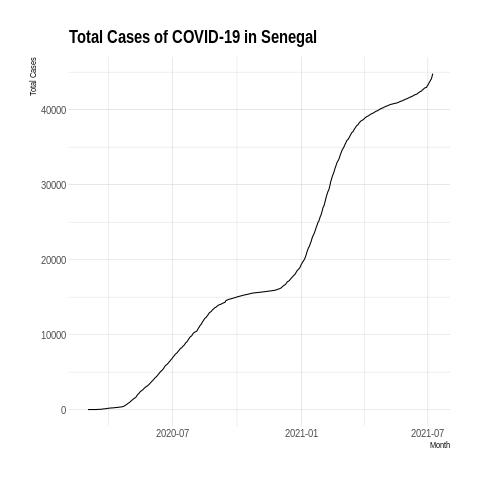 Total Cases of COVID-19 in Senegal
Total Cases
40000
30000
20000
10000
0
2020-07 2021-01 2021-07
Month